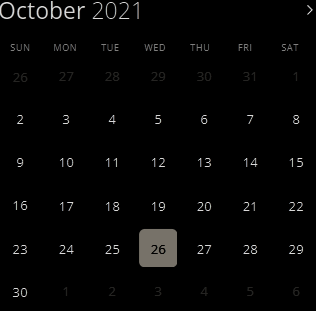 October 2021
SUN MON TUE WED THU FRI SAT
26 27 28 29 30 31 1
2 3 4 5 6 7 8
9 10 11 12 13 14 15
16 17 18 19 20 21 22
23 24 25 26 27 28 29
30 1 2 3 4 5 6